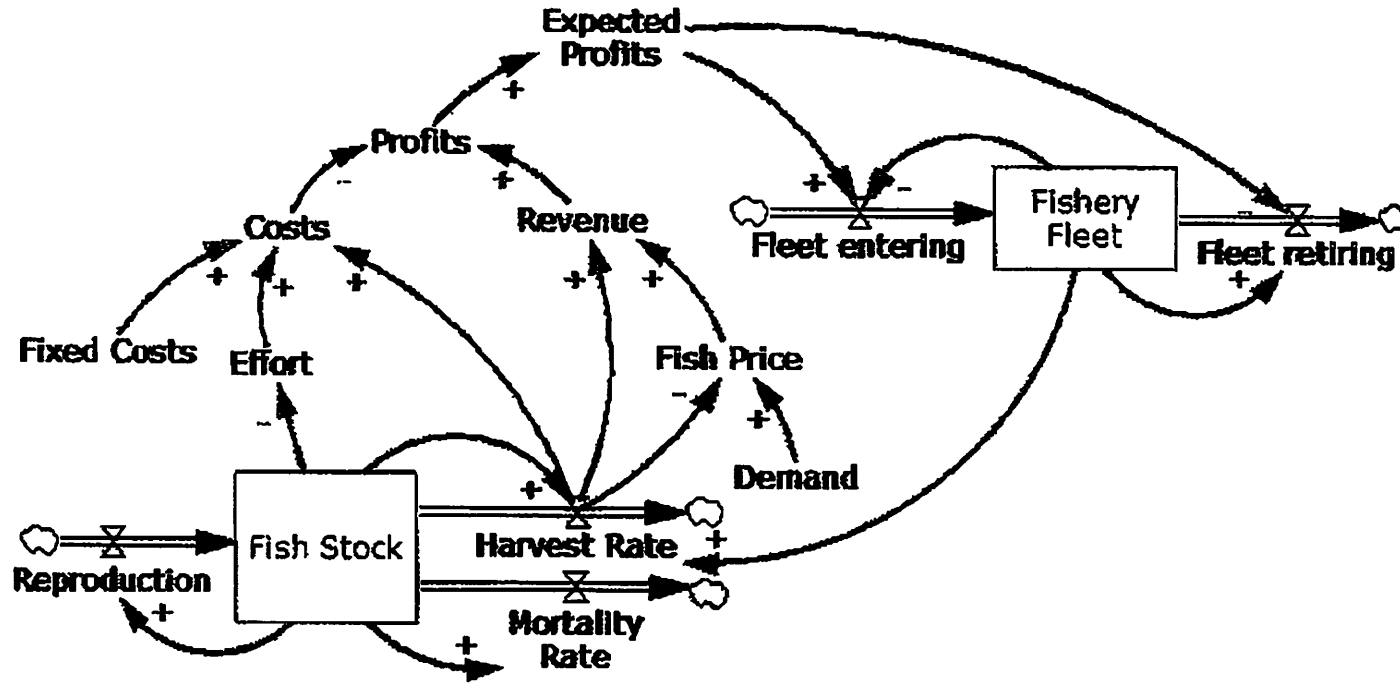 Expected
Profits
+
Profits
-
+
+
-
Fishery
Fleet
Costs
Revenue
Fleet entering
-
Fleet retiring
+
+
+
+
+
+
Fixed Costs
Effort
Fish Price
-
-
+
Demand
+
Fish Stock
Harvest Rate
+
Reproduction
+
Mortality
Rate
+